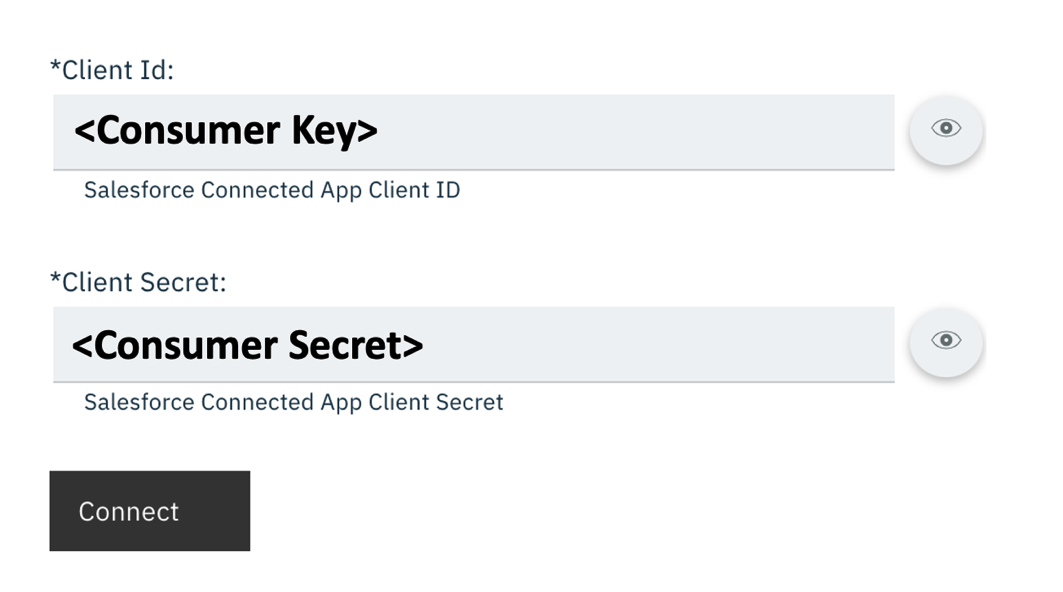 *Client Id:
<Consumer Key>
Salesforce Connected App Client ID
*Client Secret:
<Consumer Secret>
Salesforce Connected App Client Secret
Connect